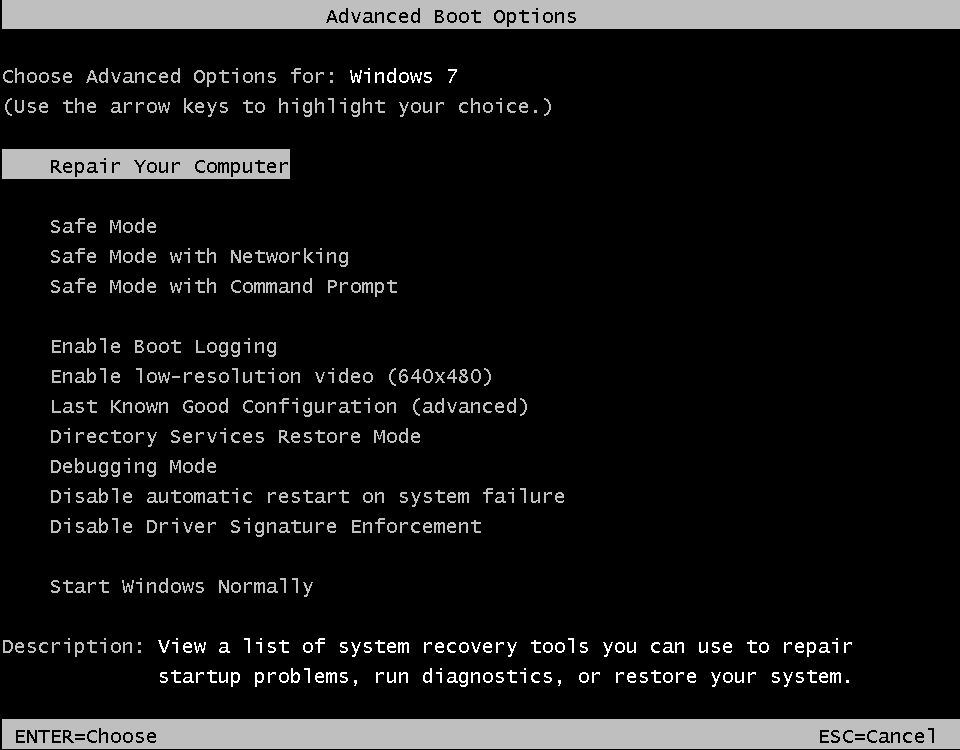 Advanced Boot Options
Choose Advanced Options for: Windows 7
(Use the arrow keys to highlight your choice.)
Repair Your Computer
Safe Mode
Safe Mode with Networking
Safe Mode with Command Prompt
Enable Boot Logging
Enable low-resolution video (640x480)
Last Known Good Configuration (advanced)
Directory Services Restore Mode
Debugging Mode
Disable automatic restart on system failure
Disable Driver Signature Enforcement
Start Windows Normally
Description: View a list of system recovery tools you can use to repair
startup problems, run diagnostics, or restore your system.
ENTER=Choose ESC=Cancel